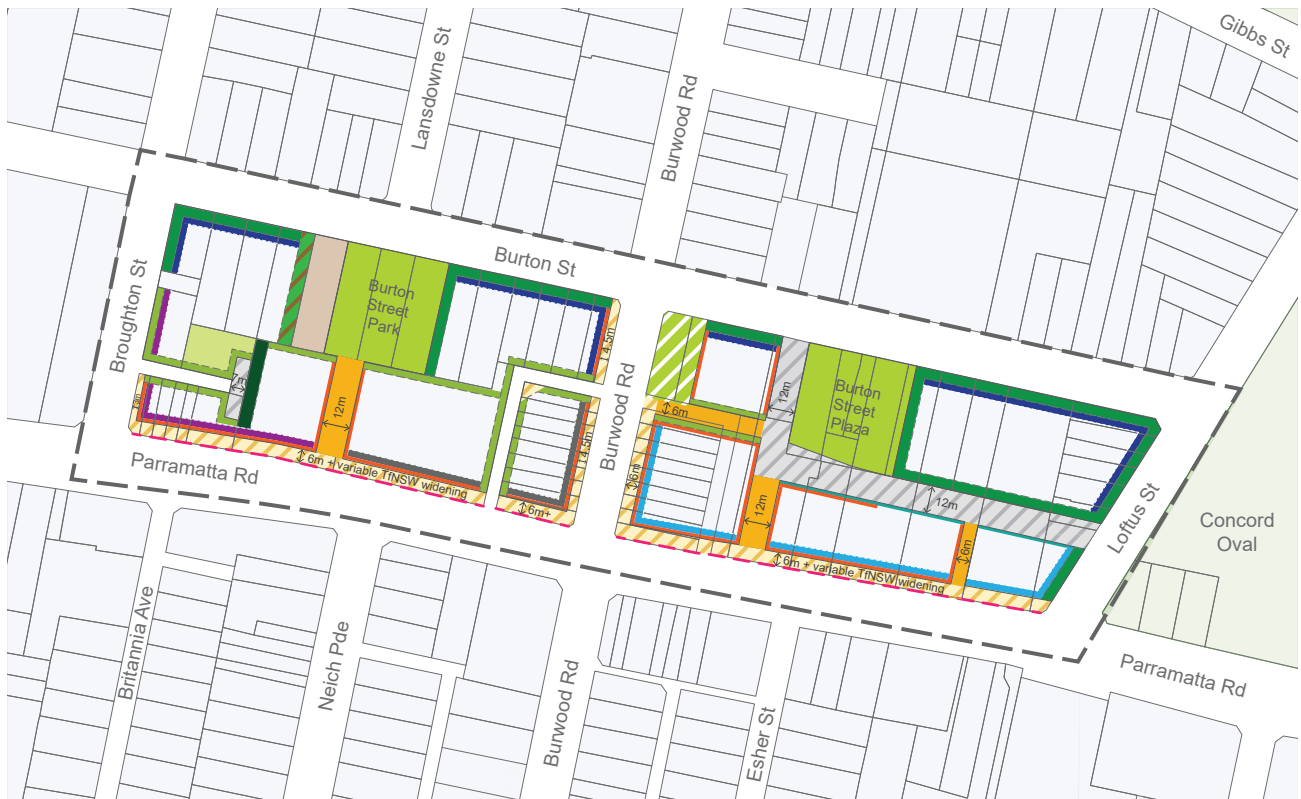 Gibbs St
Lansdowne St
Burwood Rd
Burton St
Broughton St
Burton
Street
Park
4.5m
Burwood Rd
12m
Burton
Street
Plaza
6m
7m
12m
14.5m
6m
12m
12m
6m
Parramatta Rd
6m + variable TfNSW widening
6m+
6m + variable TfNSW widening
Loftus St
Concord
Oval
Britannia Ave
Neich Pde
Burwood Rd
Esher St
Parramatta Rd